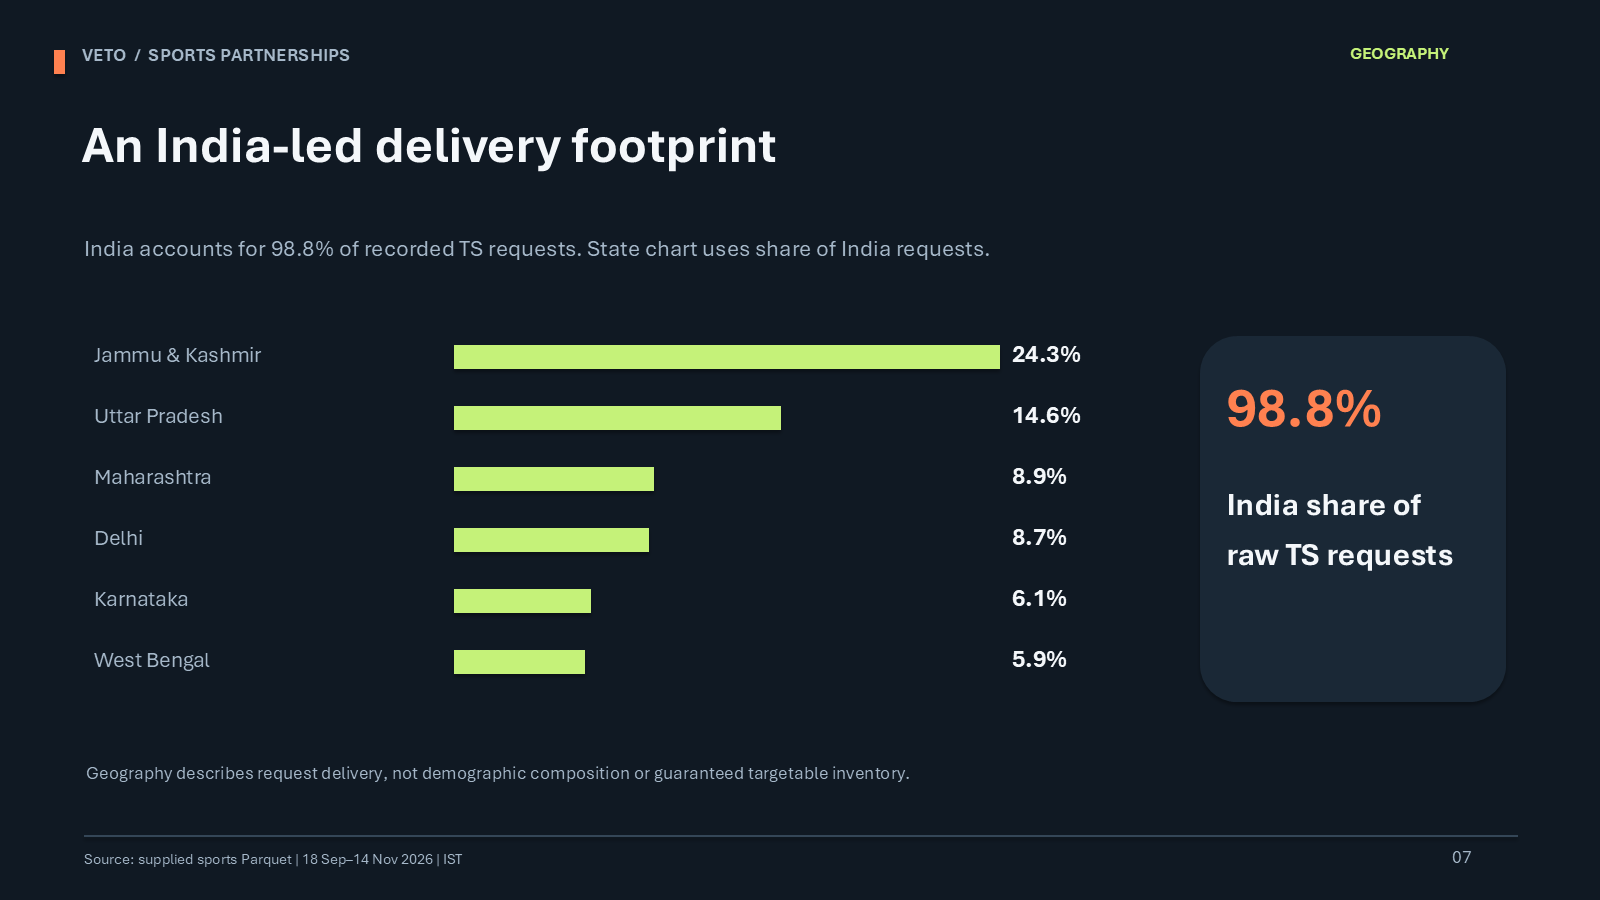 VETO / SPORTS PARTNERSHIPS
GEOGRAPHY
An India-led delivery footprint
India accounts for 98.8% of recorded TS requests. State chart uses share of India requests.
Jammu & Kashmir 24.3%
Uttar Pradesh 14.6%
Maharashtra 8.9%
Delhi 8.7%
Karnataka 6.1%
West Bengal 5.9%
98.8%
India share of
raw TS requests
Geography describes request delivery, not demographic composition or guaranteed targetable inventory.
Source: supplied sports Parquet | 18 Sep–14 Nov 2026 | IST
07